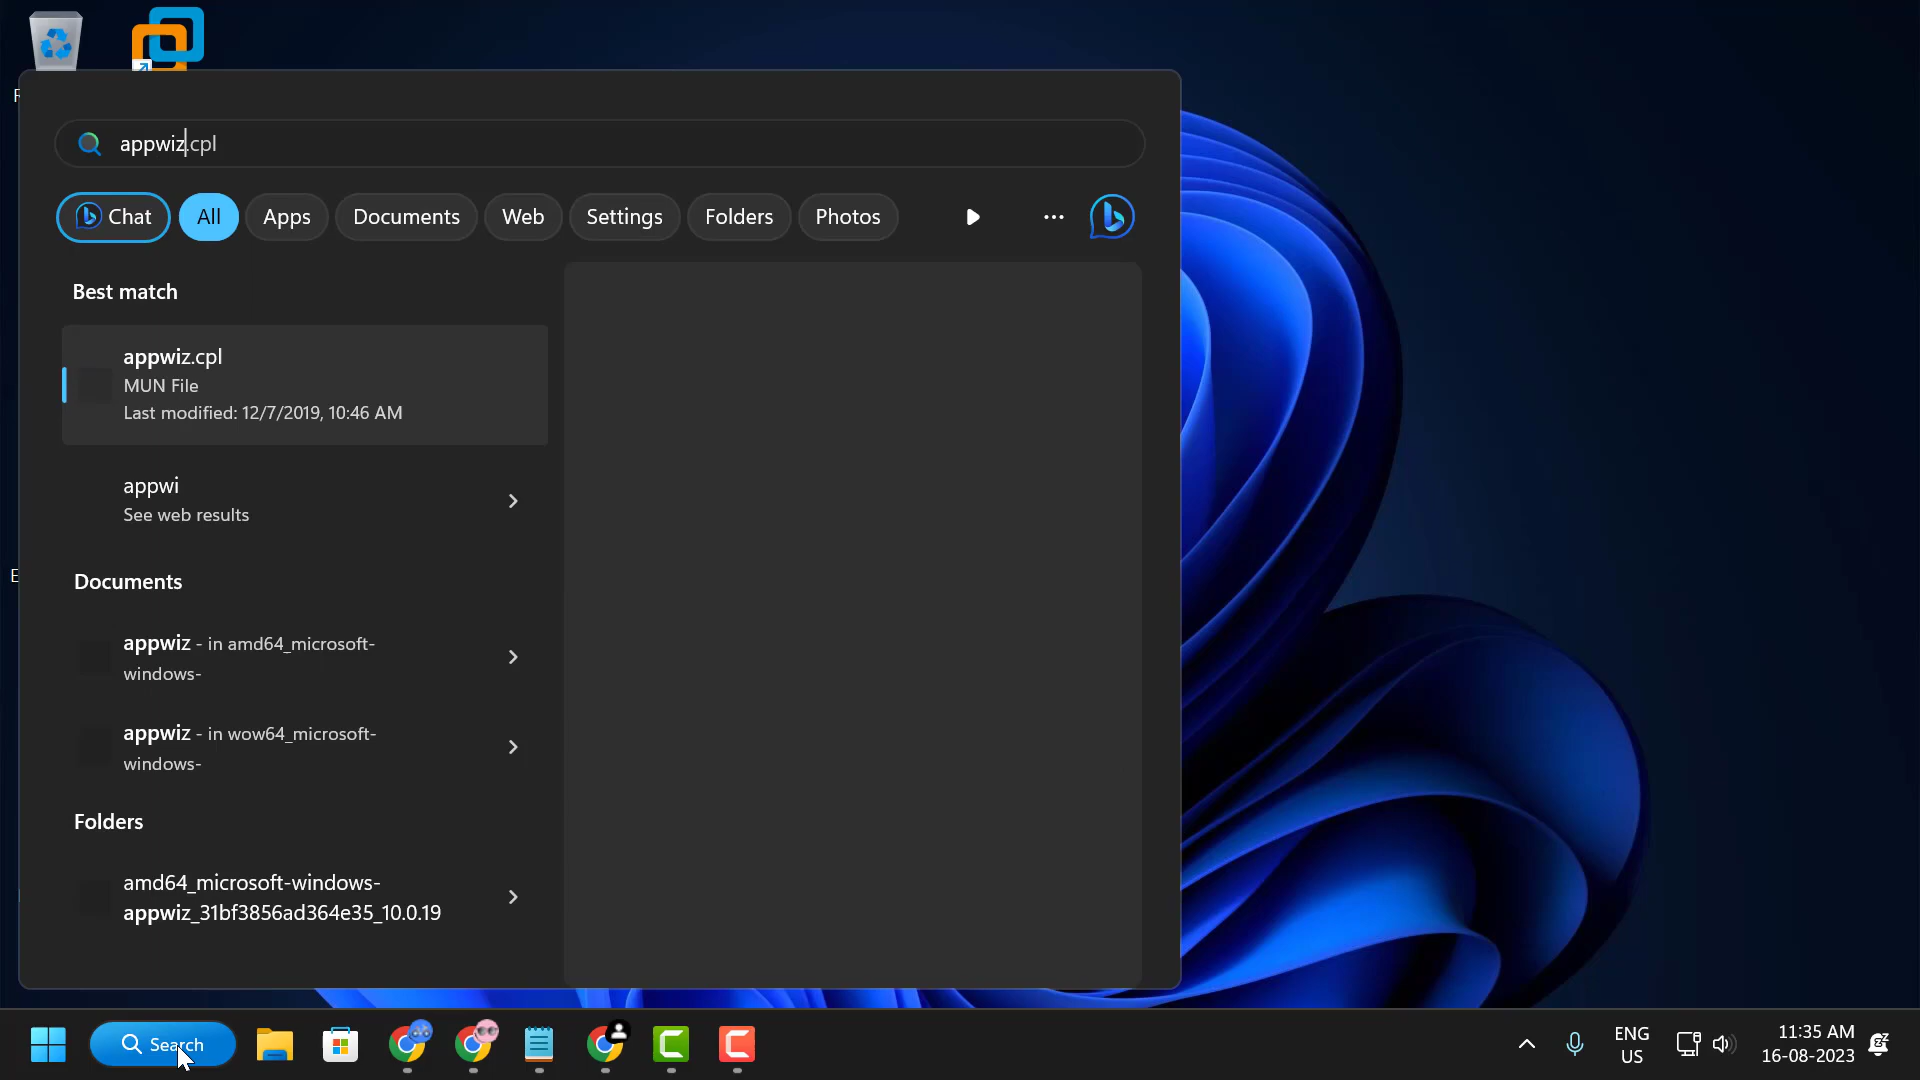 R
appwiz.cpl
Chat
All
Apps
Documents
Web
Settings
Folders
Photos
Best match
appwiz.cpl
MUN File
Last modified: 12/7/2019, 10:46 AM
appwi
See web results
E
Documents
appwiz - in amd64_microsoft-
windows-
appwiz - in wow64_microsoft-
windows-
Folders
amd64_microsoft-windows-
appwiz_31bf3856ad364e35_10.0.19
Search
ENG
US
11:35 AM
16-08-2023